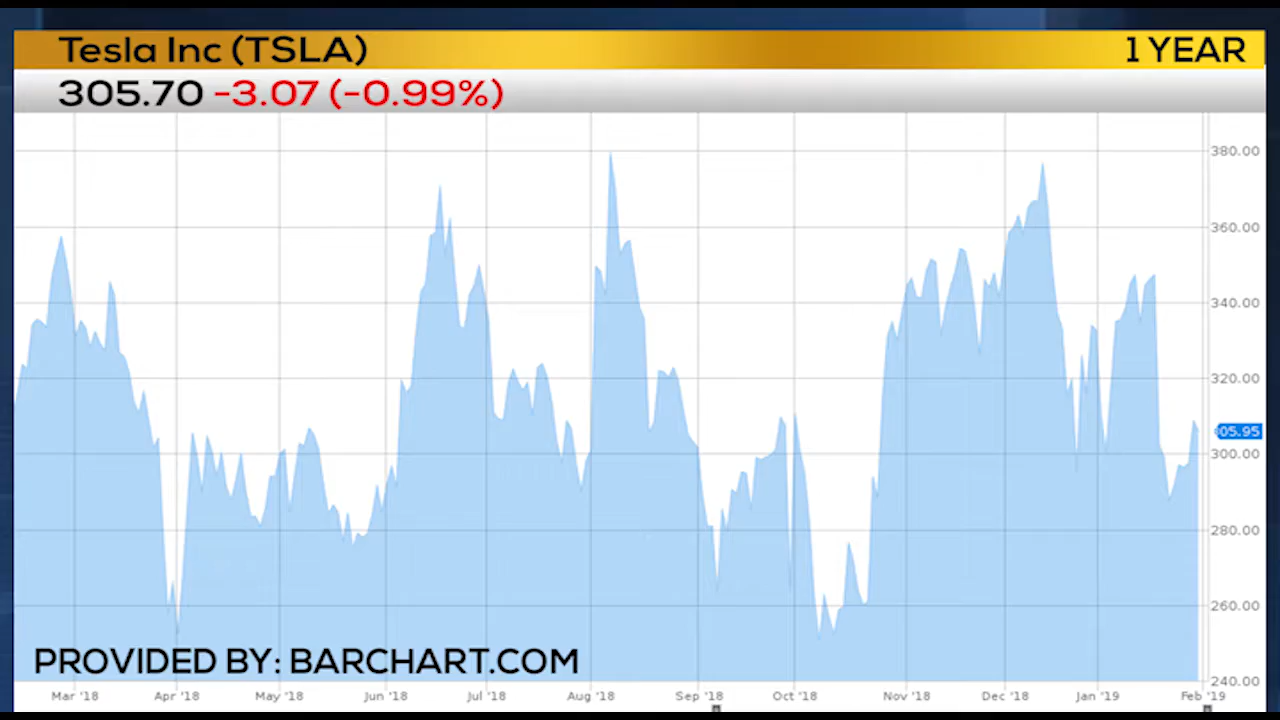 Tesla Inc (TSLA) 1 YEAR
305.70 -3.07 (-0.99%)
380.00
360.00
340.00
320.00
05.95
300.00
280.00
260.00
240.00
PROVIDED BY: BARCHART.COM
Mar '18 Apr '18 May '18 Jun '18 Jul '18 Aug '18 Sep '18 Oct '18 Nov '18 Dec '18 Jan '19 Feb '19